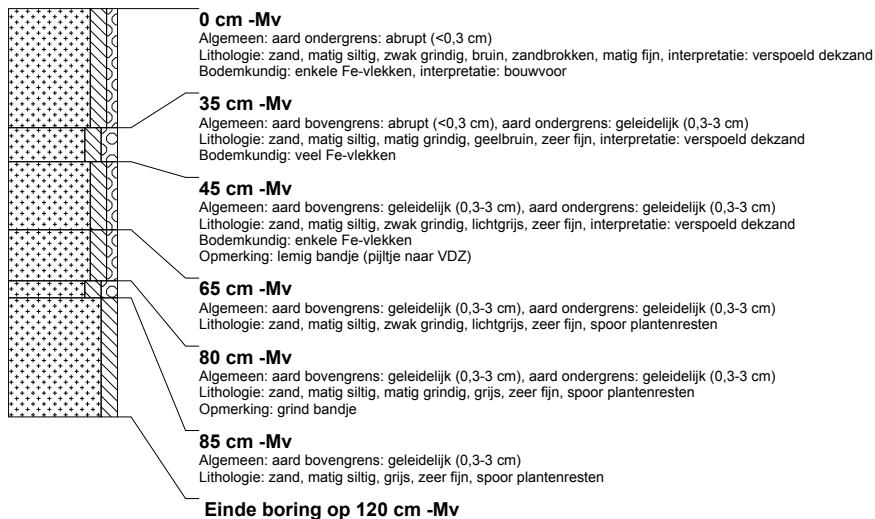 0 cm -Mv
Algemeen: aard ondergrens: abrupt (<0,3 cm)
Lithologie: zand, matig siltig, zwak grindig, bruin, zandbrokken, matig fijn, interpretatie: verspoeld dekzand
Bodemkundig: enkele Fe-vlekken, interpretatie: bouwvoor
35 cm -Mv
Algemeen: aard bovengrens: abrupt (<0,3 cm), aard ondergrens: geleidelijk (0,3-3 cm)
Lithologie: zand, matig siltig, matig grindig, geelbruin, zeer fijn, interpretatie: verspoeld dekzand
Bodemkundig: veel Fe-vlekken
45 cm -Mv
Algemeen: aard bovengrens: geleidelijk (0,3-3 cm), aard ondergrens: geleidelijk (0,3-3 cm)
Lithologie: zand, matig siltig, zwak grindig, lichtgrijs, zeer fijn, interpretatie: verspoeld dekzand
Bodemkundig: enkele Fe-vlekken
Opmerking: lemig bandje (pijltje naar VDZ)
65 cm -Mv
Algemeen: aard bovengrens: geleidelijk (0,3-3 cm), aard ondergrens: geleidelijk (0,3-3 cm)
Lithologie: zand, matig siltig, zwak grindig, lichtgrijs, zeer fijn, spoor plantenresten
80 cm -Mv
Algemeen: aard bovengrens: geleidelijk (0,3-3 cm), aard ondergrens: geleidelijk (0,3-3 cm)
Lithologie: zand, matig siltig, matig grindig, grijs, zeer fijn, spoor plantenresten
Opmerking: grind bandje
85 cm -Mv
Algemeen: aard bovengrens: geleidelijk (0,3-3 cm)
Lithologie: zand, matig siltig, grijs, zeer fijn, spoor plantenresten
Einde boring op 120 cm -Mv